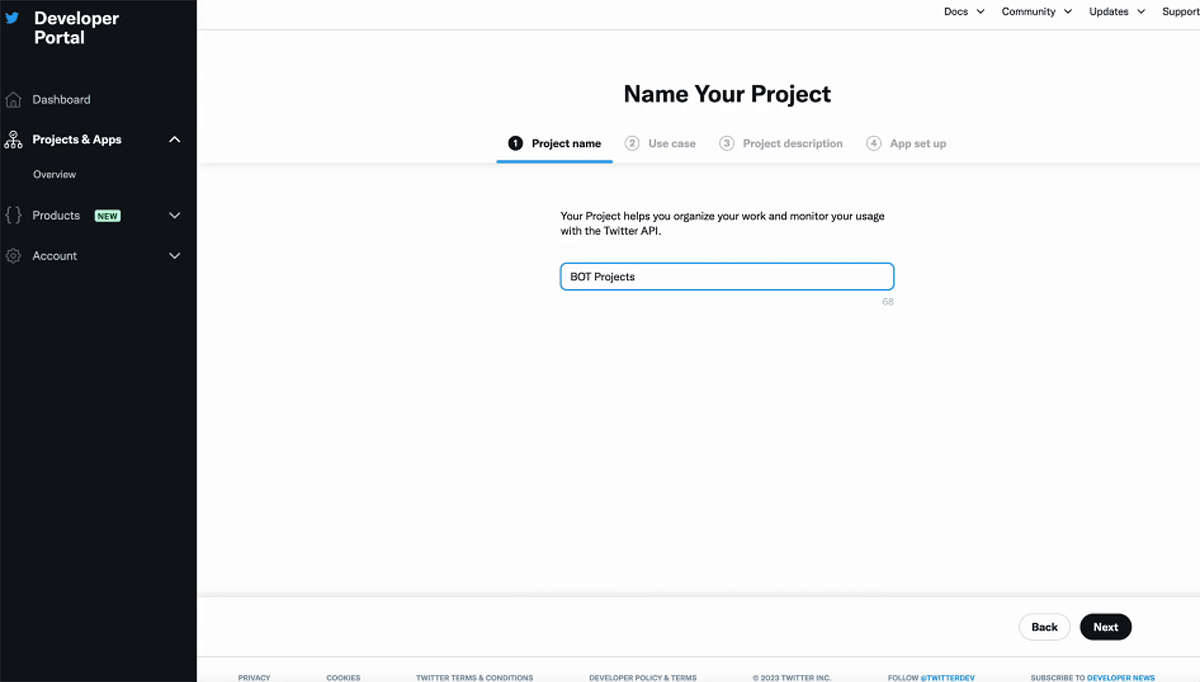 Developer
Portal
Docs
Community
Updates
Support
Dashboard
Projects & Apps
Overview
Products NEW
Account
Name Your Project
1 Project name
2 Use case
3 Project description
4 App set up
Your Project helps you organize your work and monitor your usage
with the Twitter API.
BOT Projects
68
Back
Next
PRIVACY
COOKIES
TWITTER TERMS & CONDITIONS
DEVELOPER POLICY & TERMS
© 2023 TWITTER INC.
FOLLOW @TWITTERDEV
SUBSCRIBE TO DEVELOPER NEWS